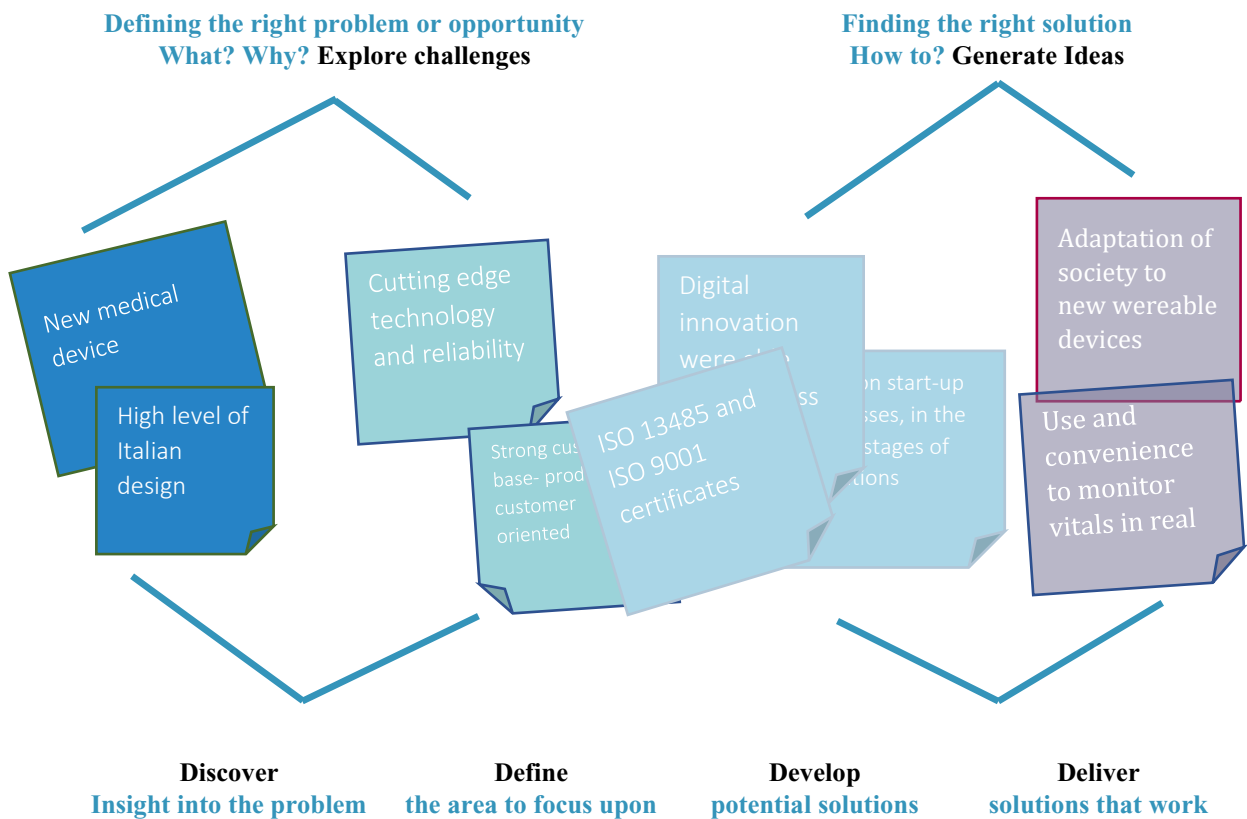 Defining the right problem or opportunity
What? Why? Explore challenges
Finding the right solution
How to? Generate Ideas
New medical
device
High level of
Italian
design
Cutting edge
technology
and reliability
Strong
base-
customer
oriented
ISO 13485 and
ISO 9001
certificates
Digital
innovation
were
on start-up
in the
stages of
Adaptation of
society to
new wereable
devices
Use and
convenience
to monitor
vitals in real
Discover
Insight into the problem
Define
the area to focus upon
Develop
potential solutions
Deliver
solutions that work